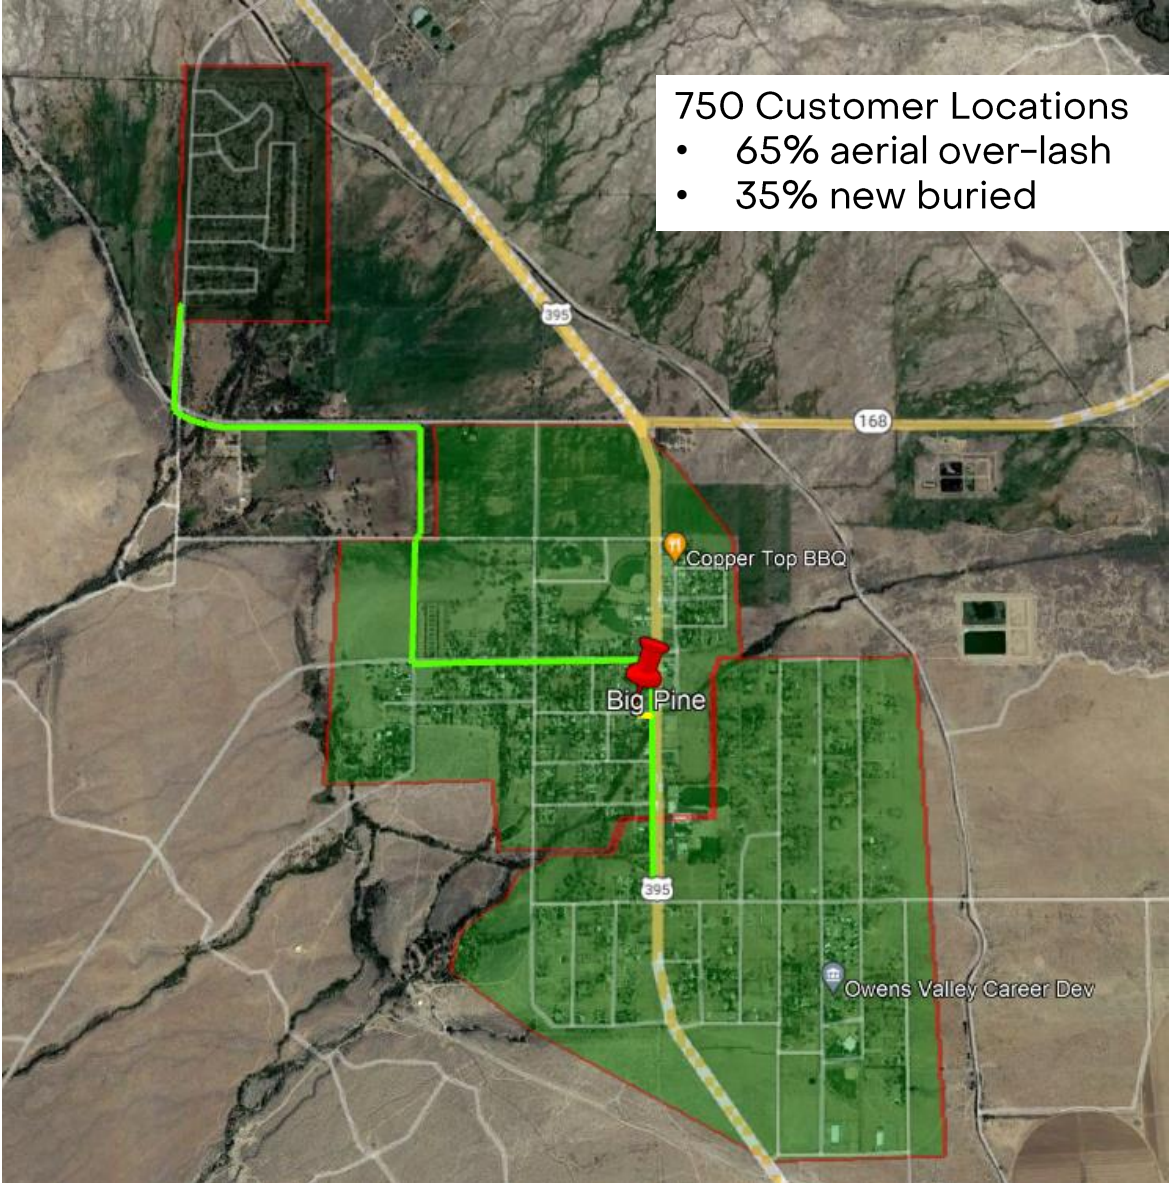 750 Customer Locations
• 65% aerial over-lash
• 35% new buried
395
168
Copper Top BBQ
Big Pine
395
Owens Valley Career Dev